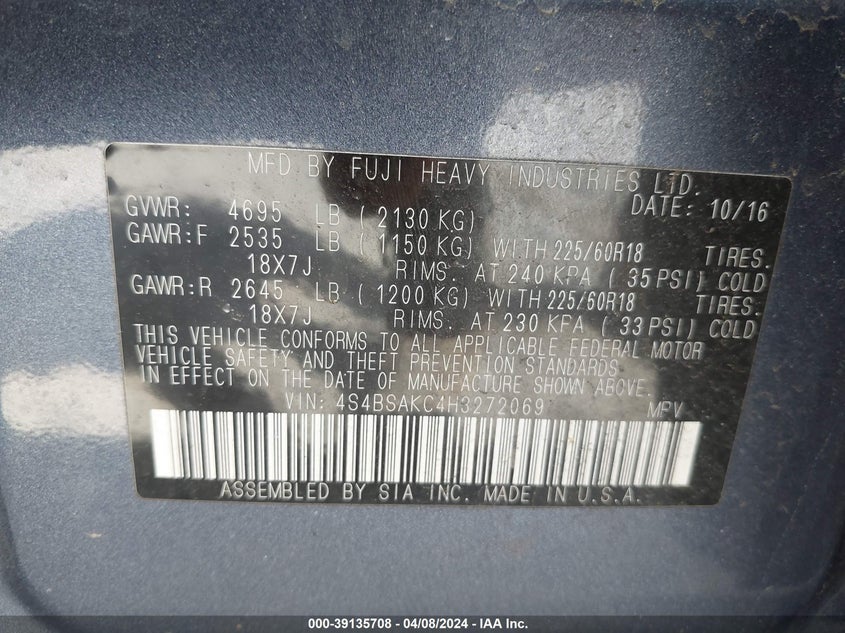 MFD BY FUJI HEAVY INDUSTRIES LTD.
DATE: 10/16
GVWR: 4695 LB ( 2130 KG)
GAWR:F 2535 LB ( 1150 KG) WITH 225/60R18 TIRES.
18X7J RIMS. AT 240 KPA ( 35 PSI) COLD
GAWR:R 2645 LB ( 1200 KG) WITH 225/60R18 TIRES.
18X7J RIMS. AT 230 KPA ( 33 PSI) COLD
THIS VEHICLE CONFORMS TO ALL APPLICABLE FEDERAL MOTOR
VEHICLE SAFETY AND THEFT PREVENTION STANDARDS
IN EFFECT ON THE DATE OF MANUFACTURE SHOWN ABOVE.
VIN: 4S4BSAKC4H3272069 MPV
ASSEMBLED BY SIA INC. MADE IN U.S.A.
000-39135708 - 04/08/2024 - IAA Inc.